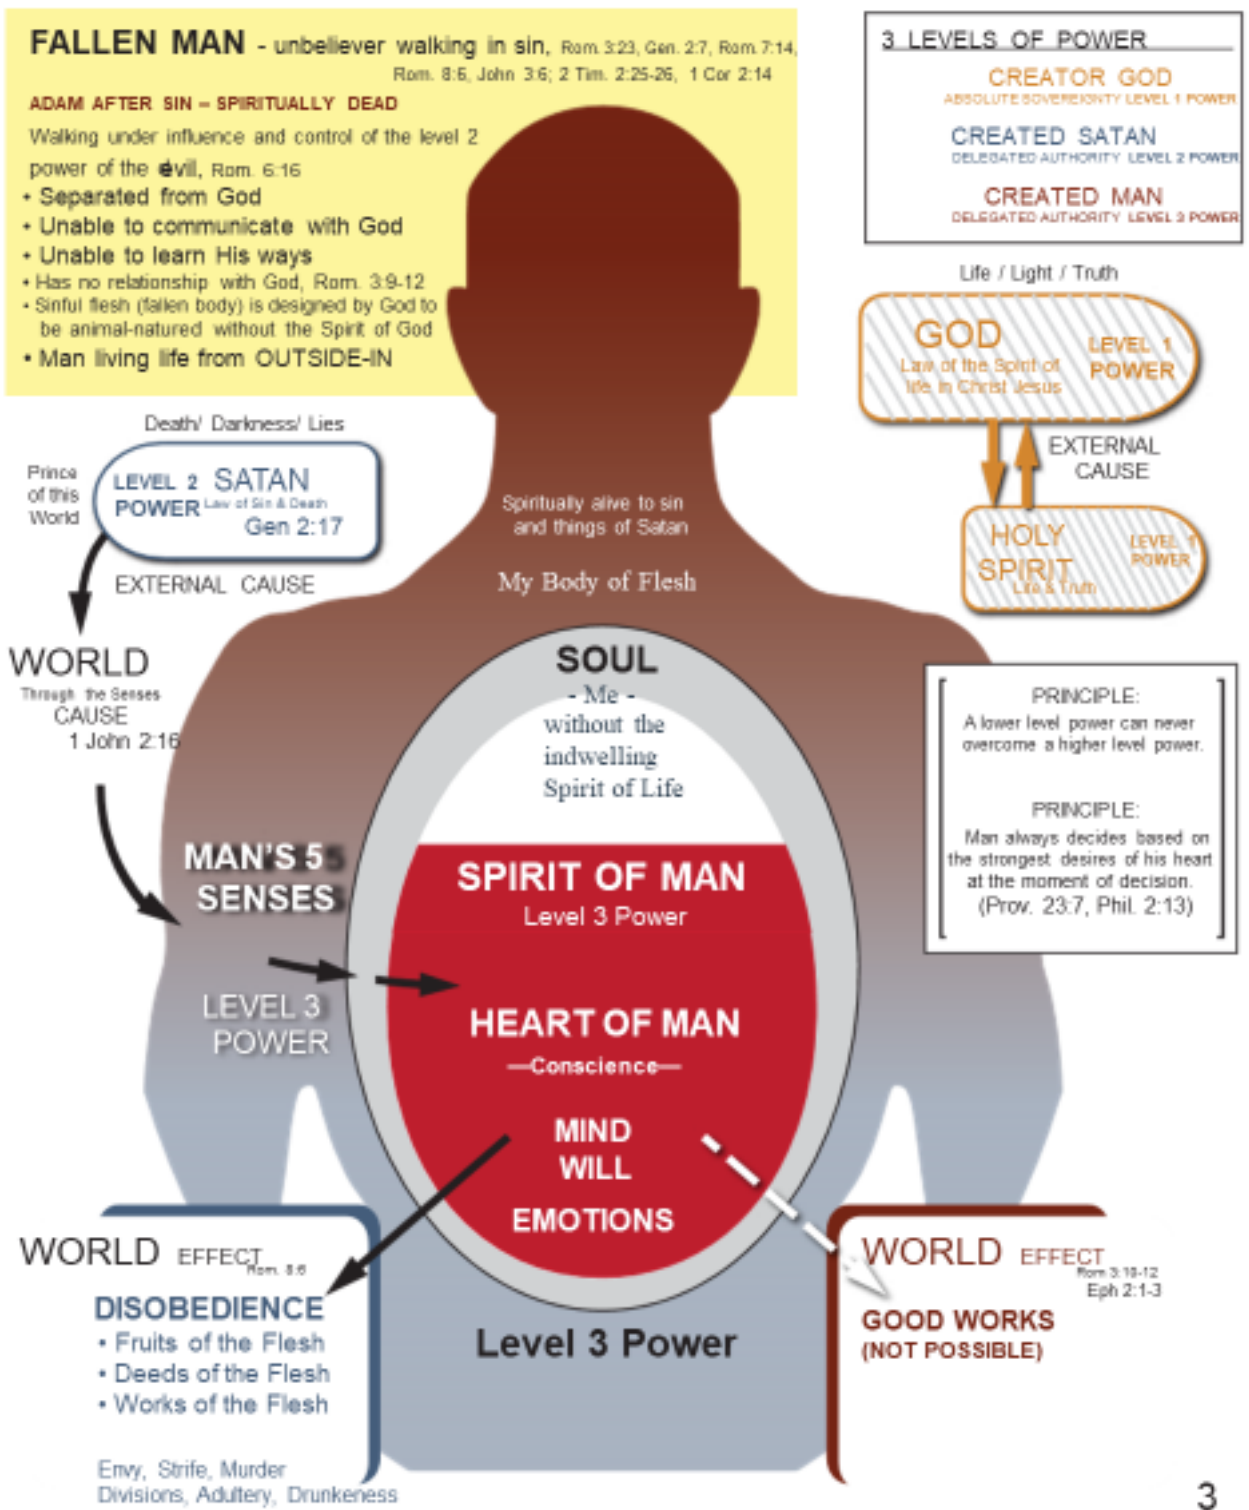 FALLEN MAN - unbeliever walking in sin, Rom. 3:23, Gen. 2:7, Rom. 7:14,
Rom. 8:6, John 3:6; 2 Tim. 2:25-26, 1 Cor 2:14
ADAM AFTER SIN – SPIRITUALLY DEAD
Walking under influence and control of the level 2
power of the evil, Rom. 6:16
• Separated from God
• Unable to communicate with God
• Unable to learn His ways
• Has no relationship with God, Rom. 3:9-12
• Sinful flesh (fallen body) is designed by God to
be animal-natured without the Spirit of God
• Man living life from OUTSIDE-IN
3 LEVELS OF POWER
CREATOR GOD
ABSOLUTE SOVEREIGNTY LEVEL 1 POWER
CREATED SATAN
DELEGATED AUTHORITY LEVEL 2 POWER
CREATED MAN
DELEGATED AUTHORITY LEVEL 3 POWER
Life / Light / Truth
GOD
Law of the Spirit of
life in Christ Jesus
LEVEL 1
POWER
EXTERNAL
CAUSE
HOLY
SPIRIT
Life & Truth
LEVEL 1
POWER
Death/ Darkness/ Lies
Prince
of this
World
LEVEL 2
POWER
SATAN
Law of Sin & Death
Gen 2:17
EXTERNAL CAUSE
WORLD
Through the Senses
CAUSE
1 John 2:16
Spiritually alive to sin
and things of Satan
My Body of Flesh
SOUL
- Me -
without the
indwelling
Spirit of Life
PRINCIPLE:
A lower level power can never
overcome a higher level power.
PRINCIPLE:
Man always decides based on
the strongest desires of his heart
at the moment of decision.
(Prov. 23:7, Phil. 2:13)
MAN'S 5
SENSES
LEVEL 3
POWER
SPIRIT OF MAN
Level 3 Power
HEART OF MAN
—Conscience—
MIND
WILL
EMOTIONS
Level 3 Power
WORLD EFFECT
Rom. 8:6
DISOBEDIENCE
• Fruits of the Flesh
• Deeds of the Flesh
• Works of the Flesh
Envy, Strife, Murder
Divisions, Adultery, Drunkeness
WORLD EFFECT
Rom 3:10-12
Eph 2:1-3
GOOD WORKS
(NOT POSSIBLE)
3